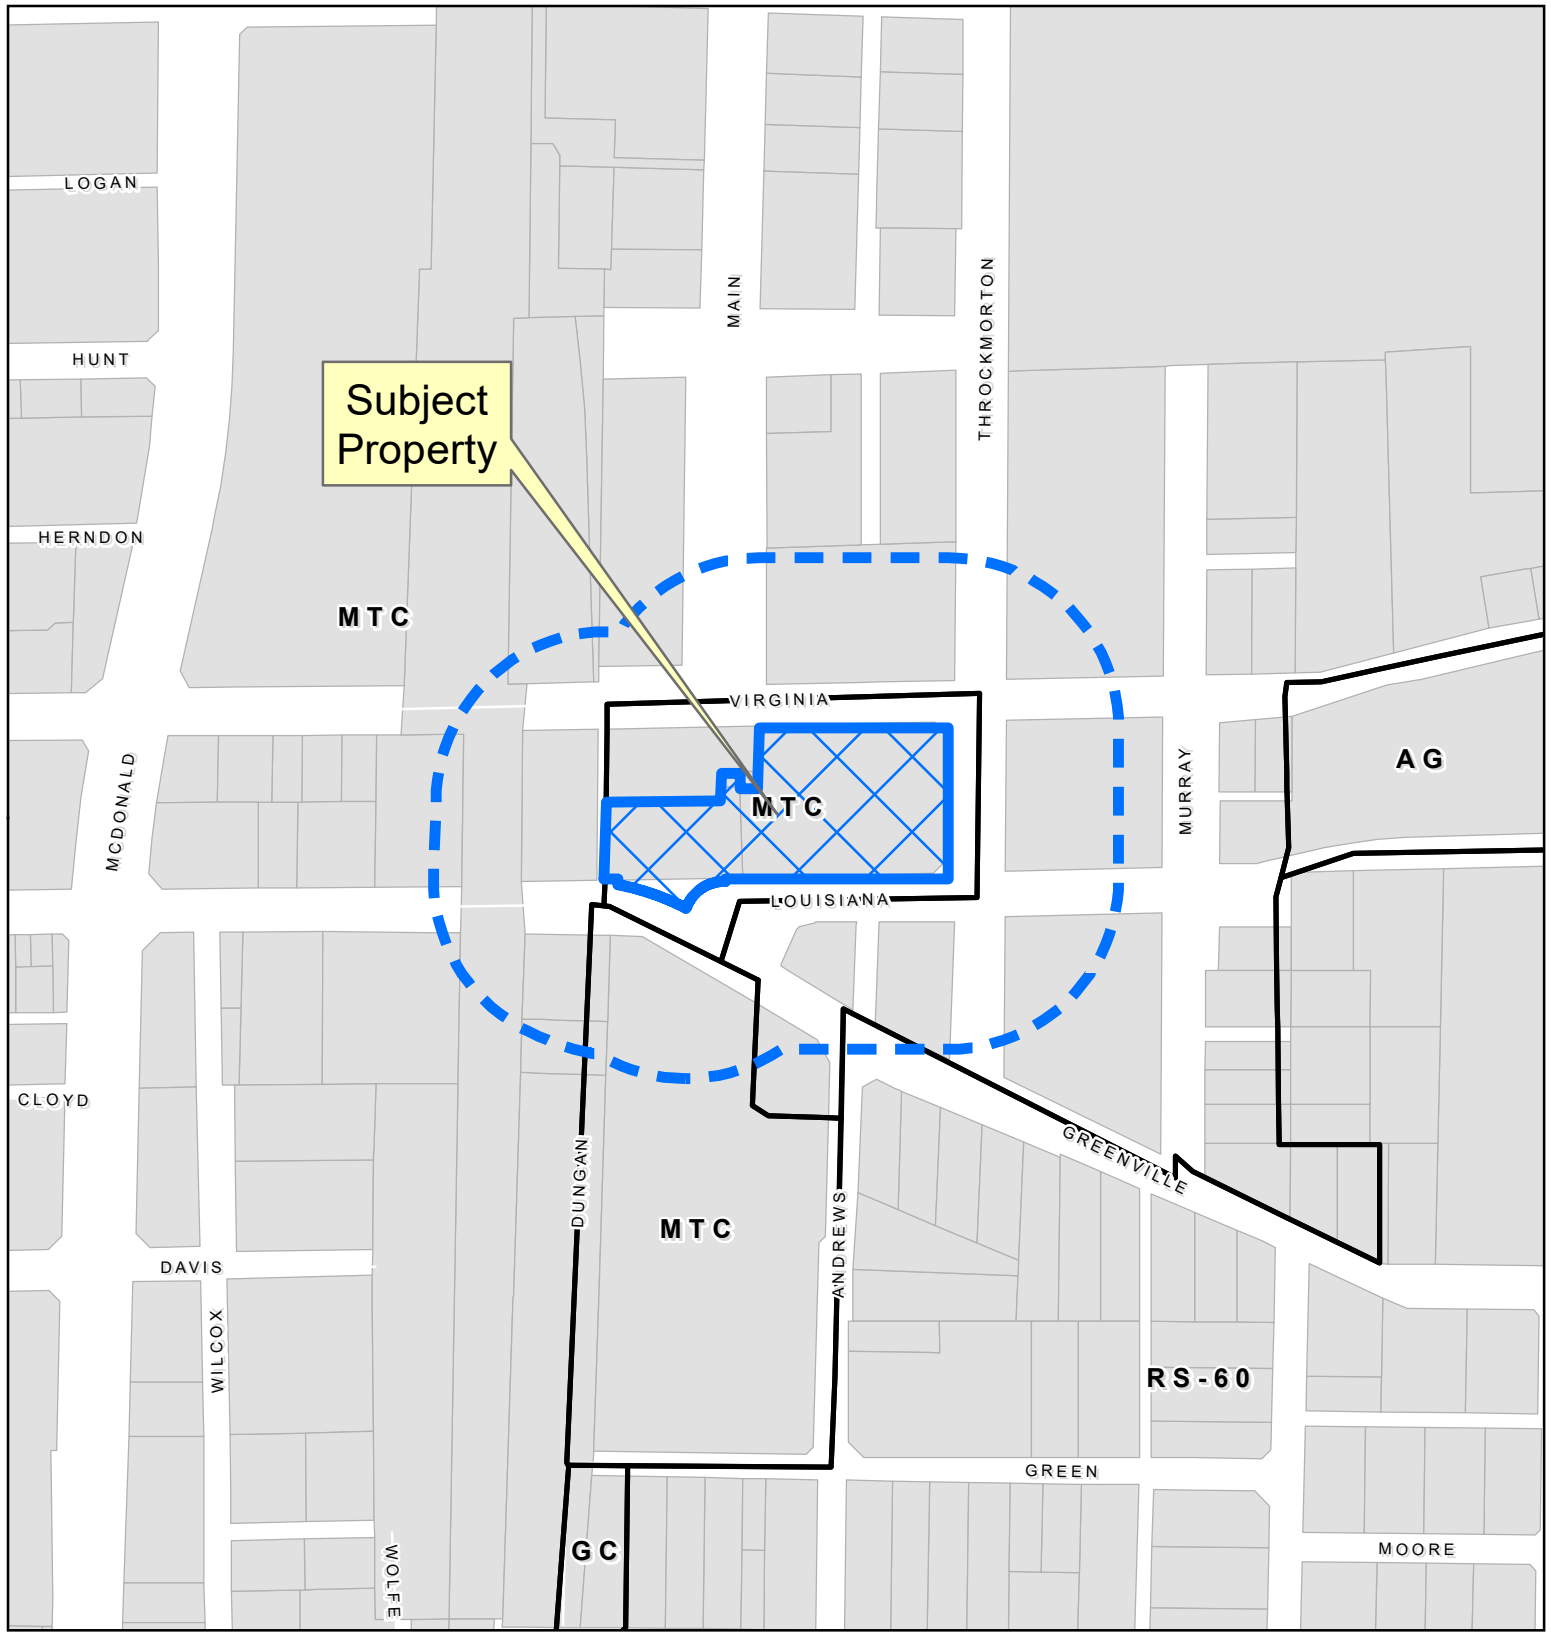 LOGAN
MAIN
THROCKMORTON
HUNT
Subject
Property
HERNDON
MTC
VIRGINIA
MCDONALD
MURRAY
AG
MTC
LOUISIANA
CLOYD
DUNGAN
GREENVILLE
MTC
ANDREWS
DAVIS
WILCOX
RS-60
GREEN
GC
WOLFE
MOORE